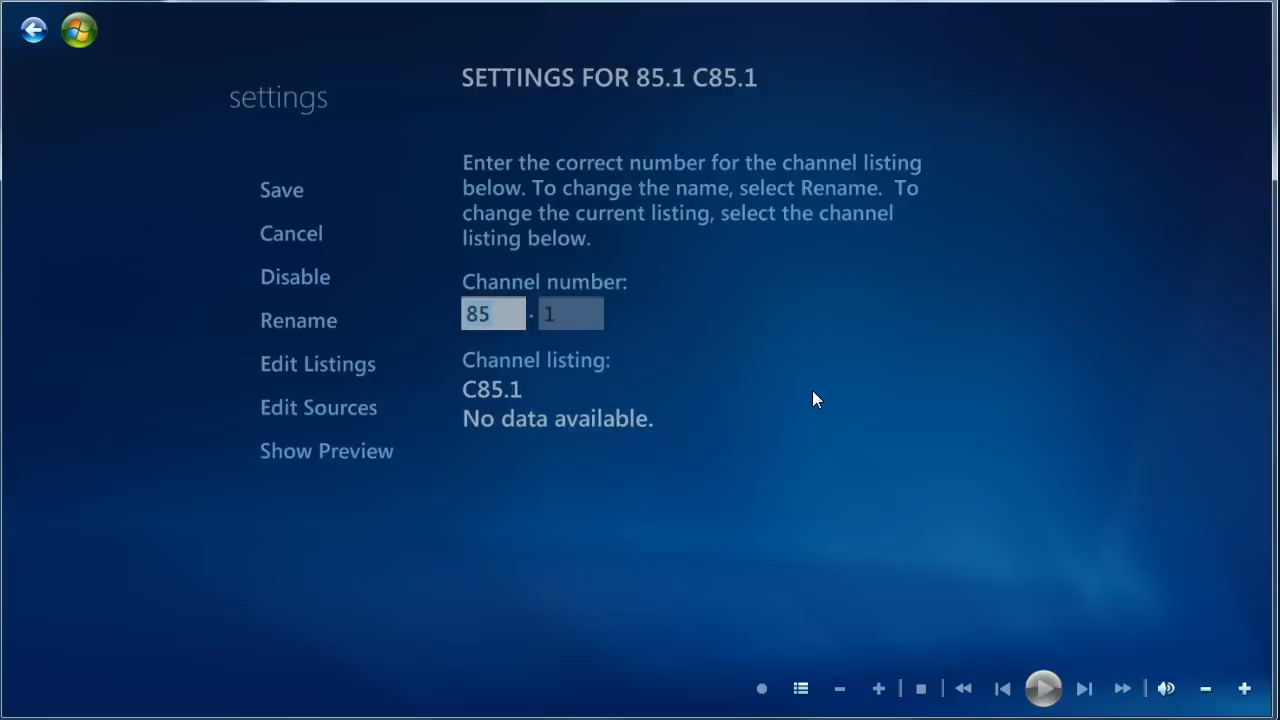 SETTINGS FOR 85.1 C85.1
settings
Save
Cancel
Disable
Rename
Edit Listings
Edit Sources
Show Preview
Enter the correct number for the channel listing
below. To change the name, select Rename.  To
change the current listing, select the channel
listing below.
Channel number:
85 . 1
Channel listing:
C85.1
No data available.